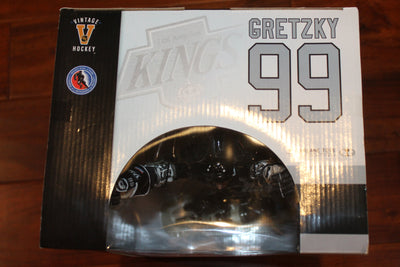 VINTAGE
V
HOCKEY
KINGS
GRETZKY
99